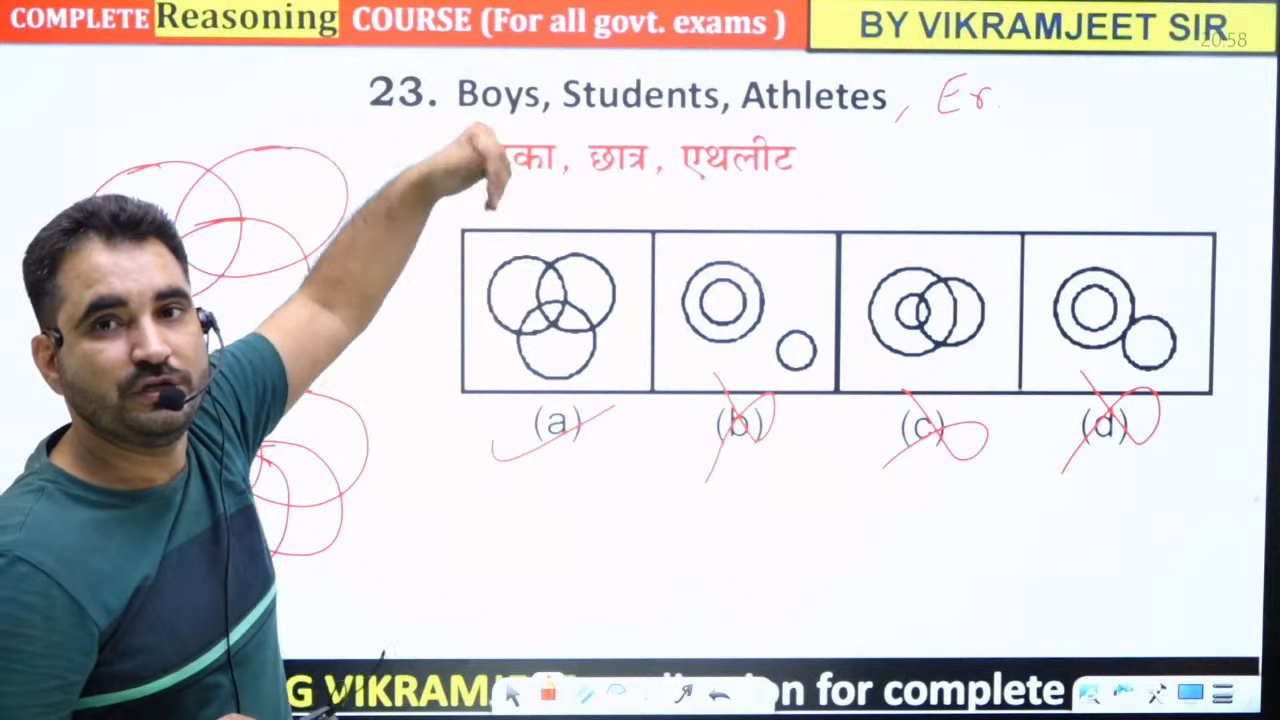 COMPLETE Reasoning COURSE (For all govt. exams )
BY VIKRAMJEET SIR
20:58
23. Boys, Students, Athletes , Er.
छात्र, एथलीट
(a) (b) (c) (d)
G for complete